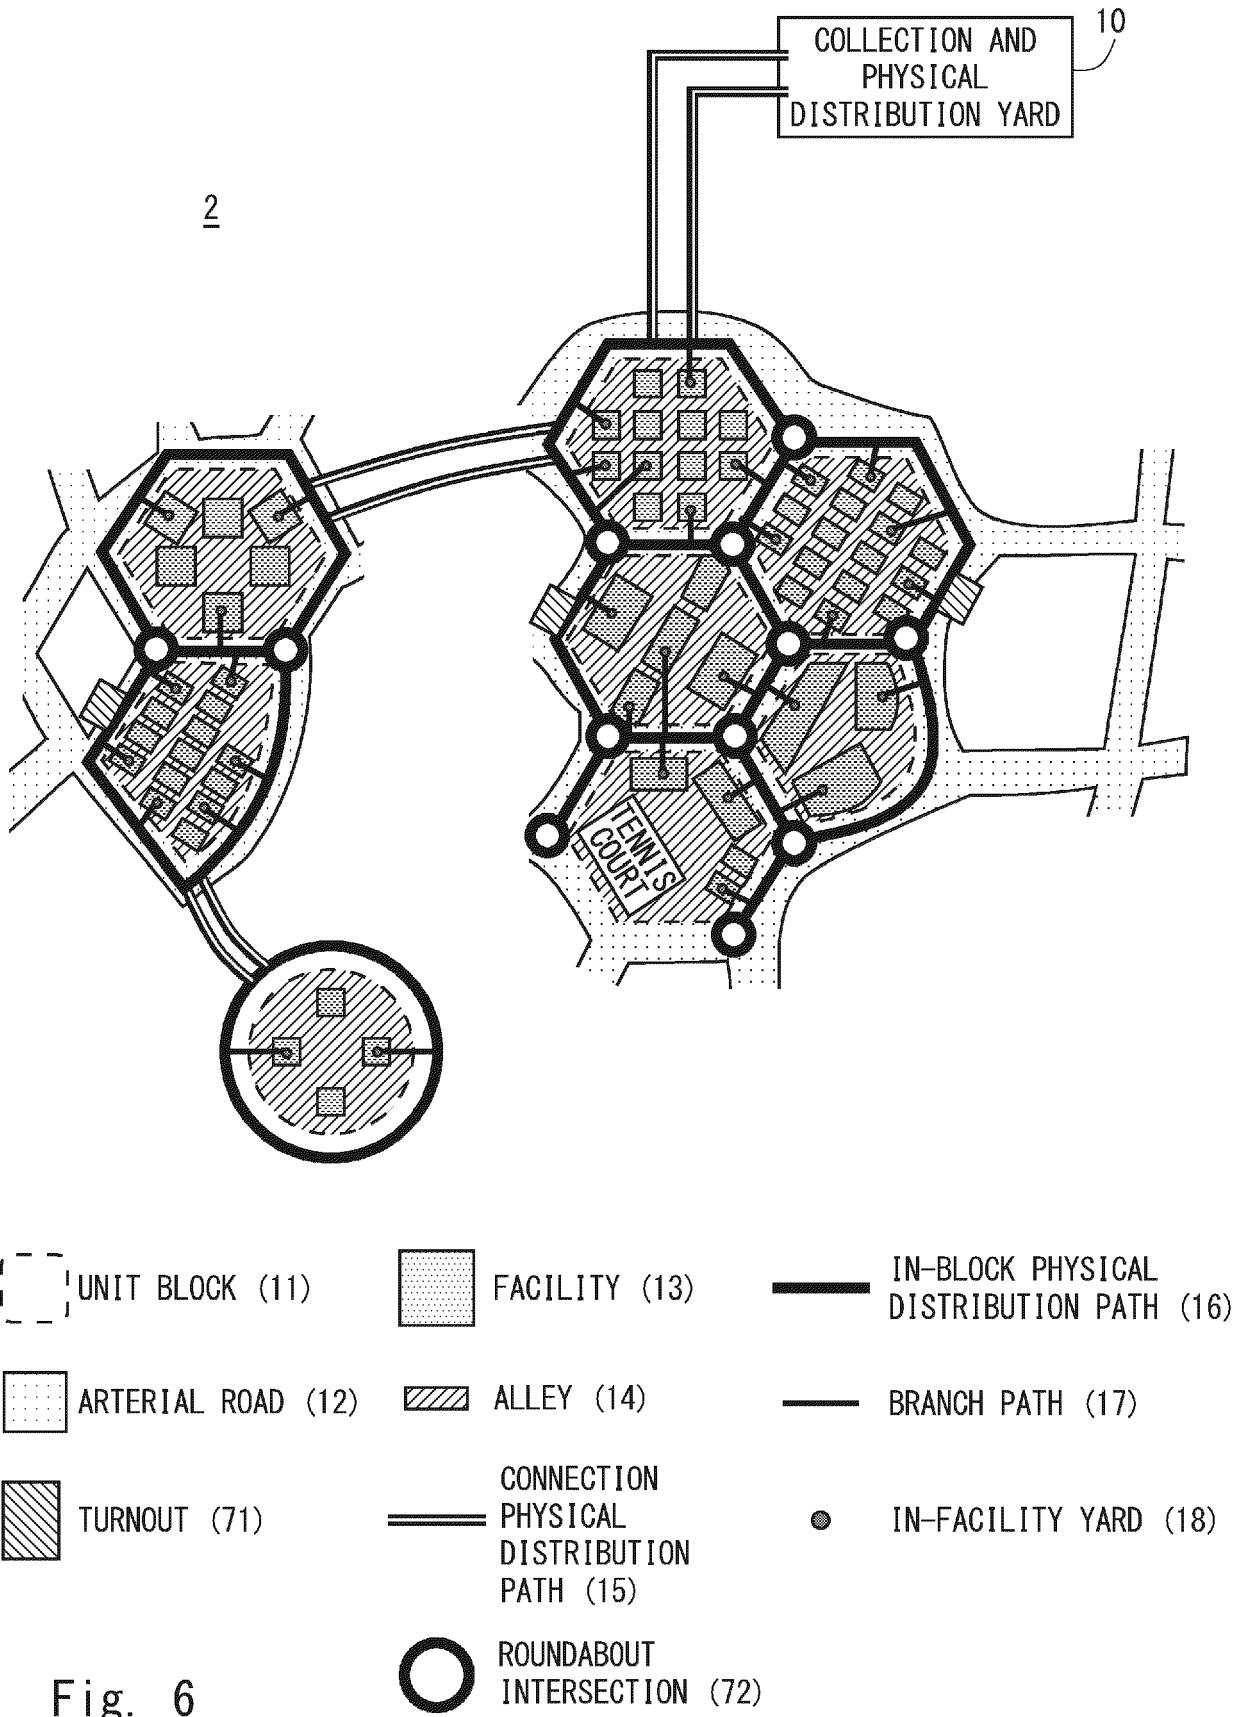 10
COLLECTION AND
PHYSICAL
DISTRIBUTION YARD
2
TENNIS
COURT
UNIT BLOCK (11)
FACILITY (13)
IN-BLOCK PHYSICAL
DISTRIBUTION PATH (16)
ARTERIAL ROAD (12)
ALLEY (14)
BRANCH PATH (17)
TURNOUT (71)
CONNECTION
PHYSICAL
DISTRIBUTION
PATH (15)
IN-FACILITY YARD (18)
ROUNDABOUT
INTERSECTION (72)
Fig. 6